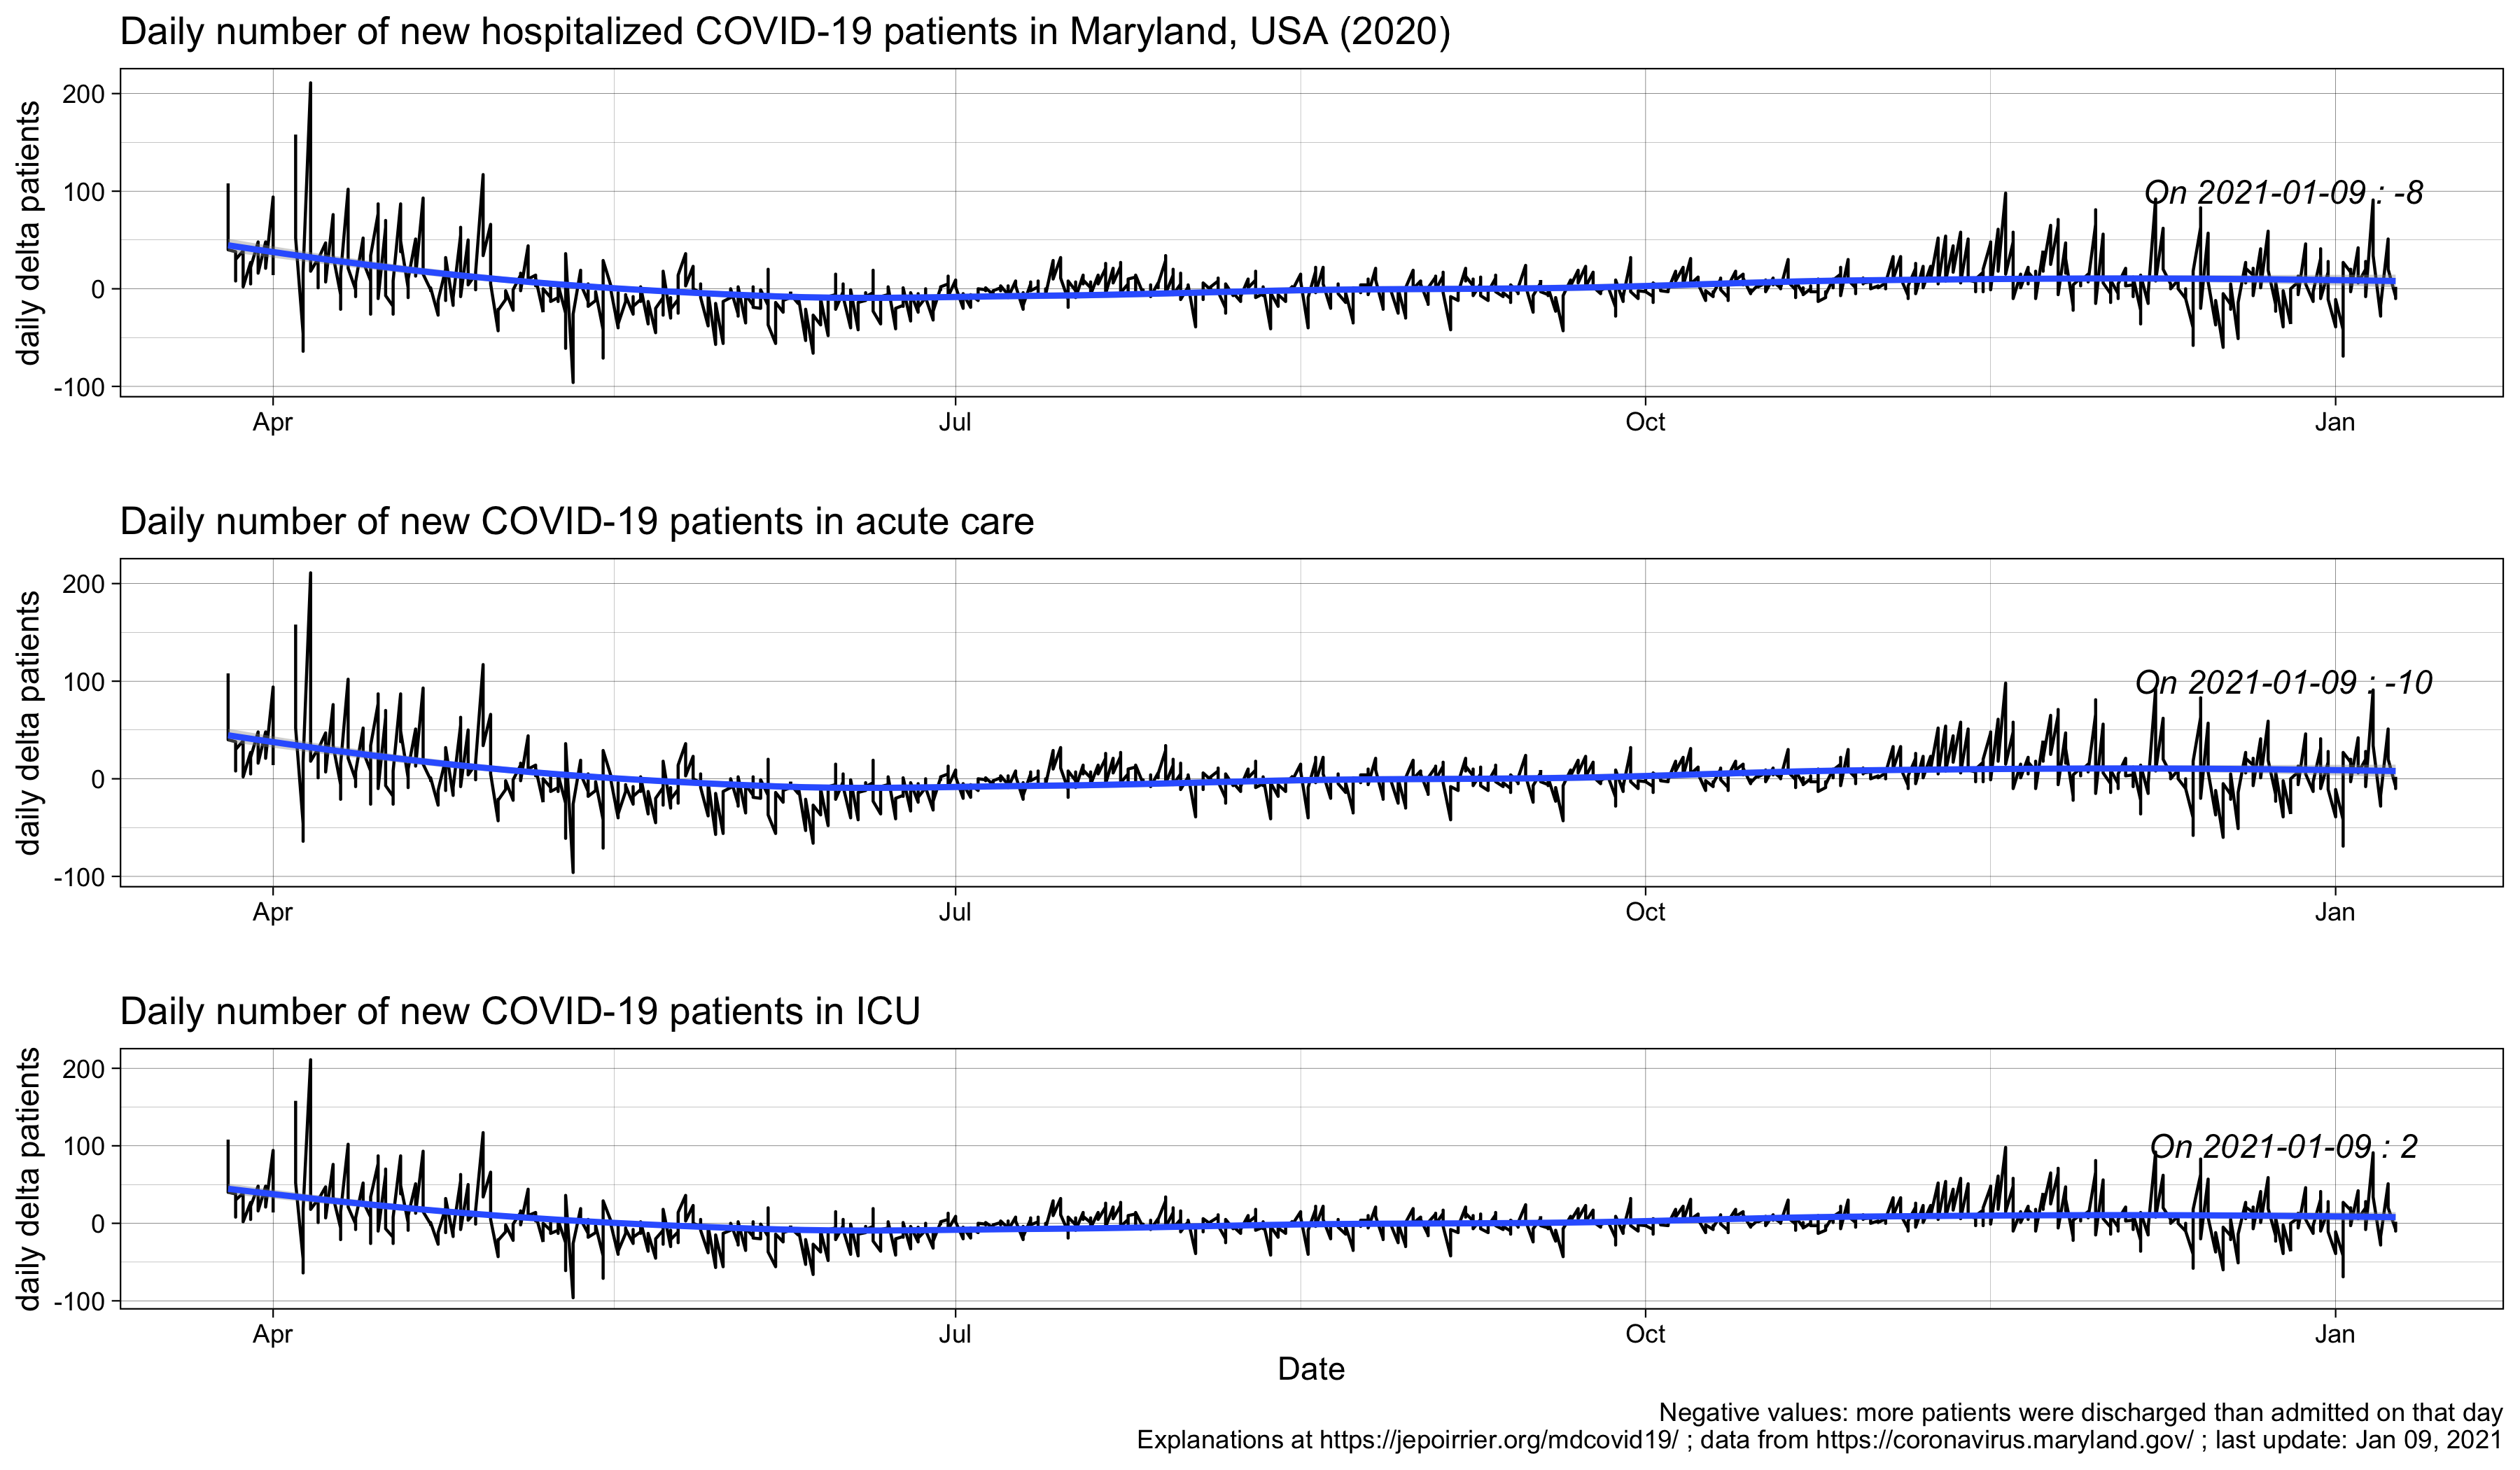 Daily number of new hospitalized COVID-19 patients in Maryland, USA (2020)
daily delta patients
200
100
0
-100
On 2021-01-09 : -8
Apr
Jul
Oct
Jan
Daily number of new COVID-19 patients in acute care
daily delta patients
200
100
0
-100
On 2021-01-09 : -10
Apr
Jul
Oct
Jan
Daily number of new COVID-19 patients in ICU
daily delta patients
200
100
0
-100
On 2021-01-09 : 2
Apr
Jul
Oct
Jan
Date
Negative values: more patients were discharged than admitted on that day
Explanations at https://jepoirrier.org/mdcovid19/ ; data from https://coronavirus.maryland.gov/ ; last update: Jan 09, 2021